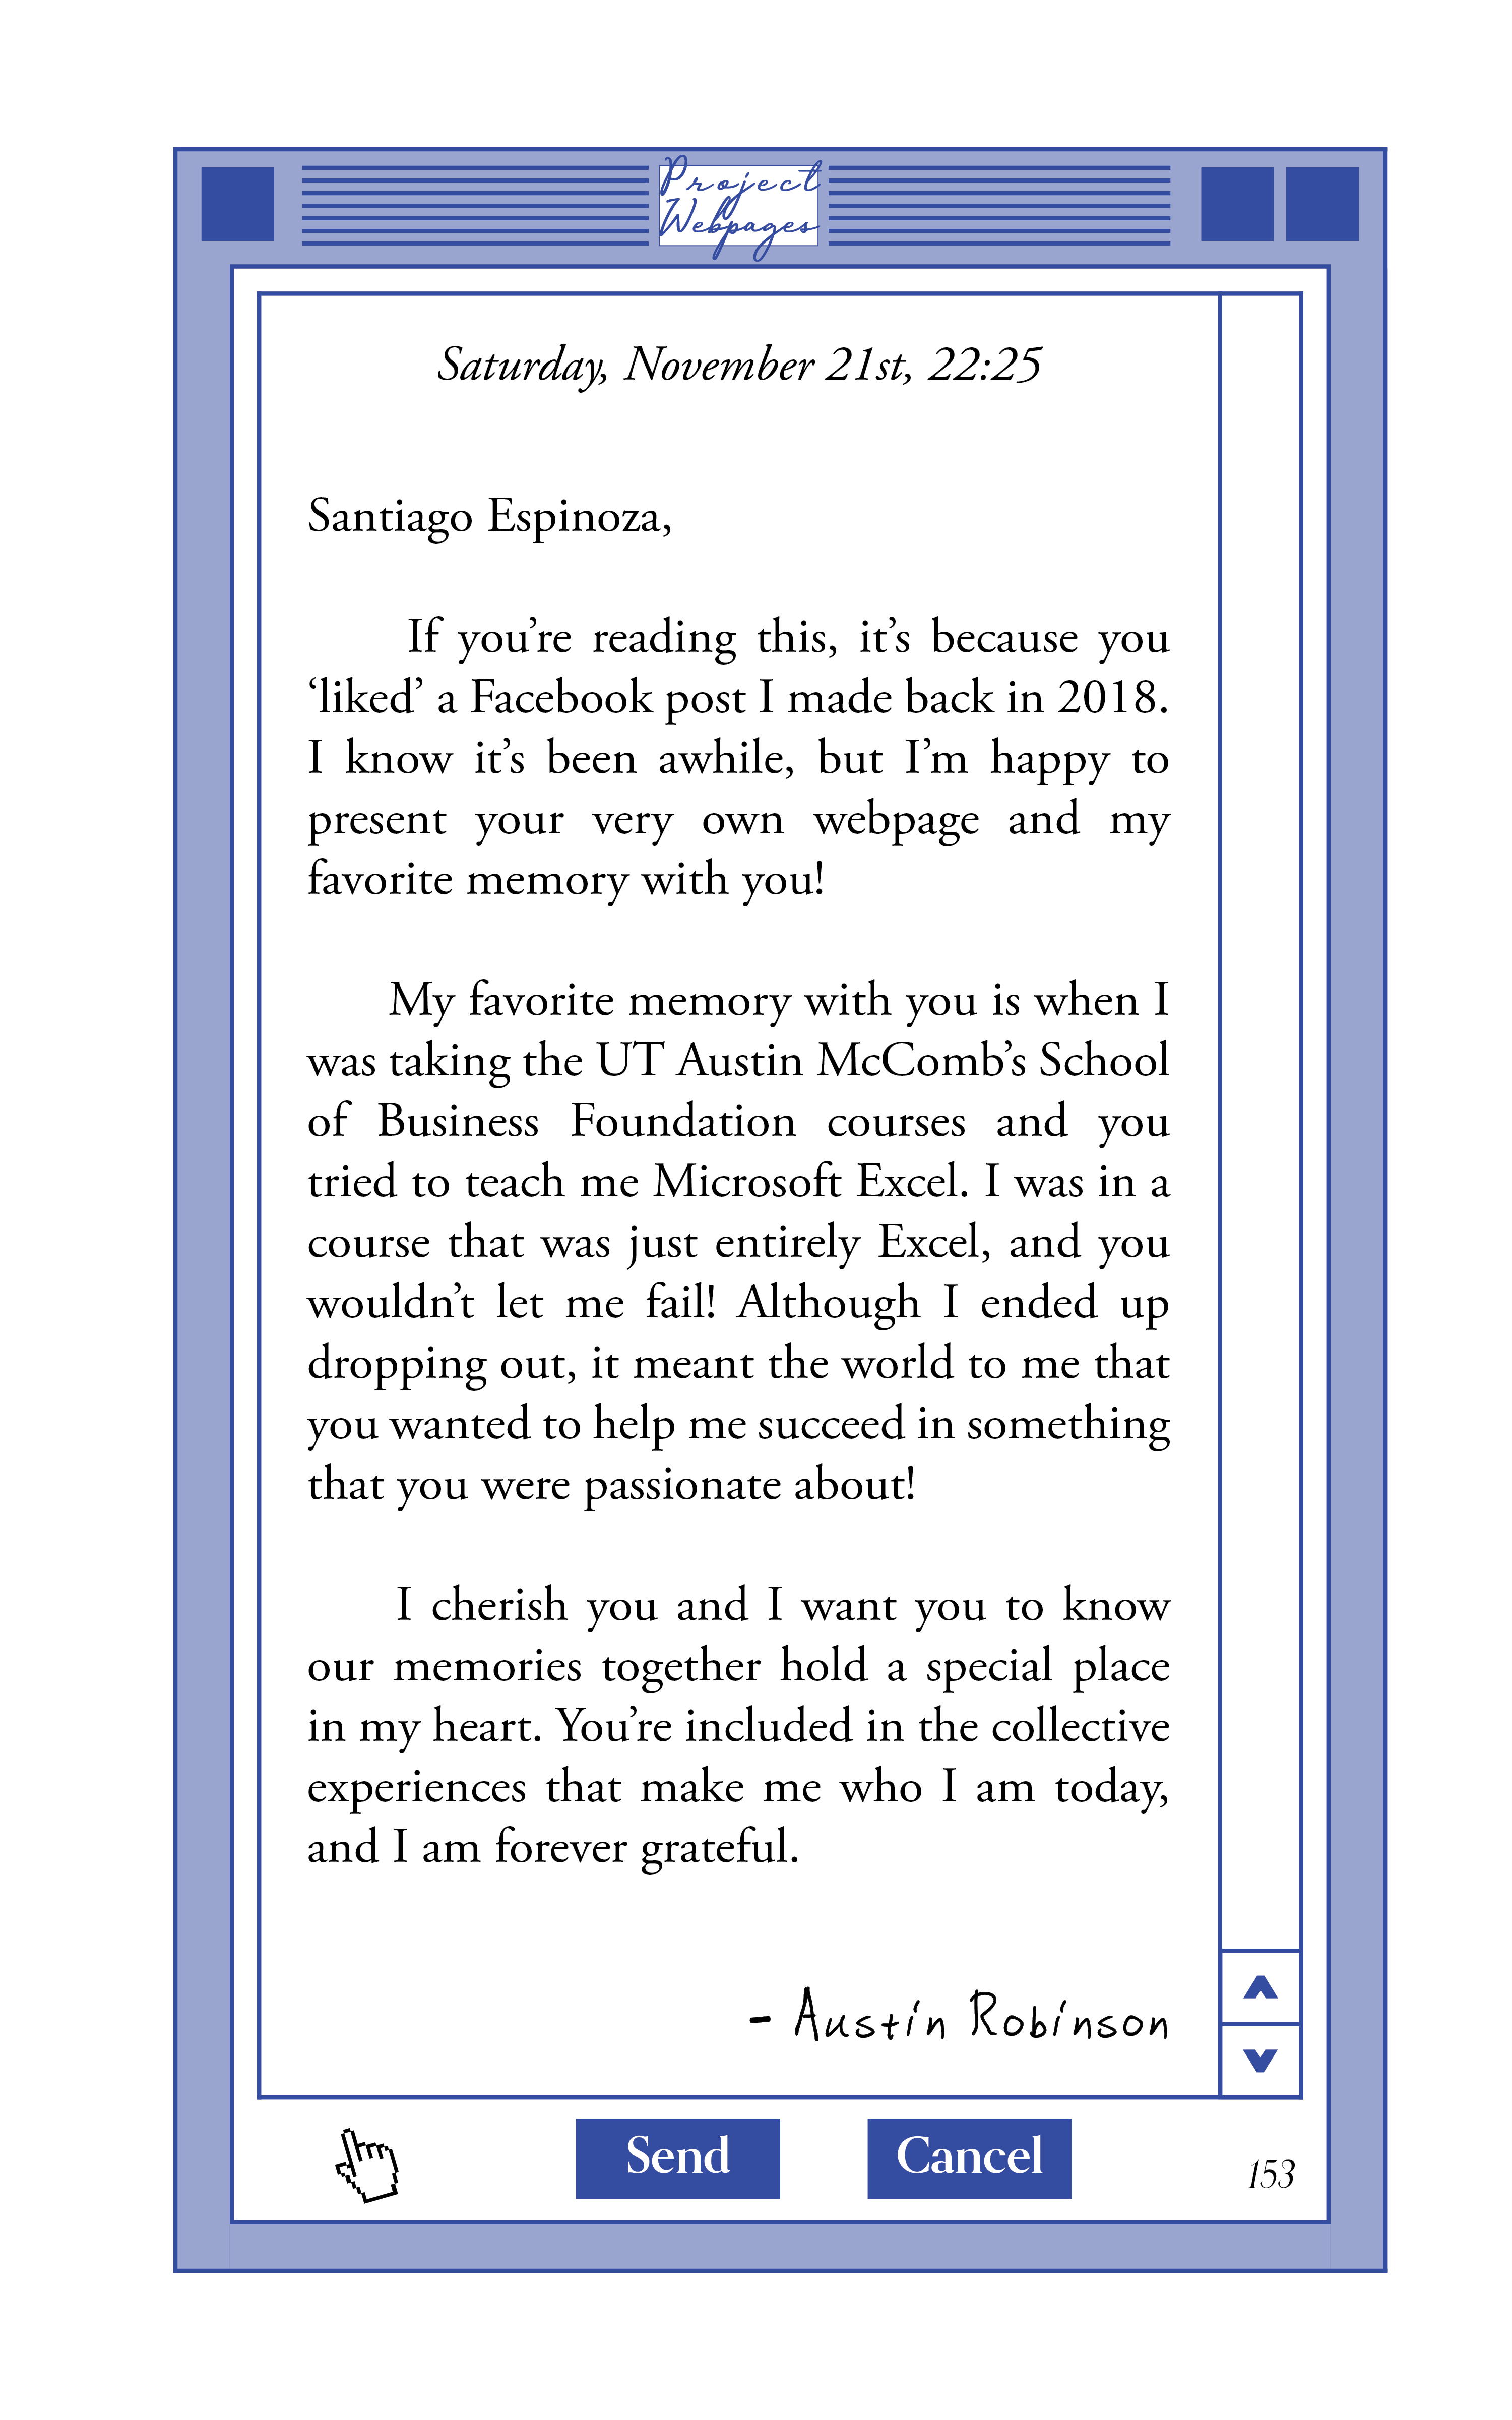 Project
Webpages
Saturday, November 21st, 22:25
Santiago Espinoza,
If you’re reading this, it’s because you
‘liked’ a Facebook post I made back in 2018.
I know it’s been awhile, but I’m happy to
present your very own webpage and my
favorite memory with you!
My favorite memory with you is when I
was taking the UT Austin McComb’s School
of Business Foundation courses and you
tried to teach me Microsoft Excel. I was in a
course that was just entirely Excel, and you
wouldn’t let me fail! Although I ended up
dropping out, it meant the world to me that
you wanted to help me succeed in something
that you were passionate about!
I cherish you and I want you to know
our memories together hold a special place
in my heart. You’re included in the collective
experiences that make me who I am today,
and I am forever grateful.
- Austin Robinson
Send Cancel
153